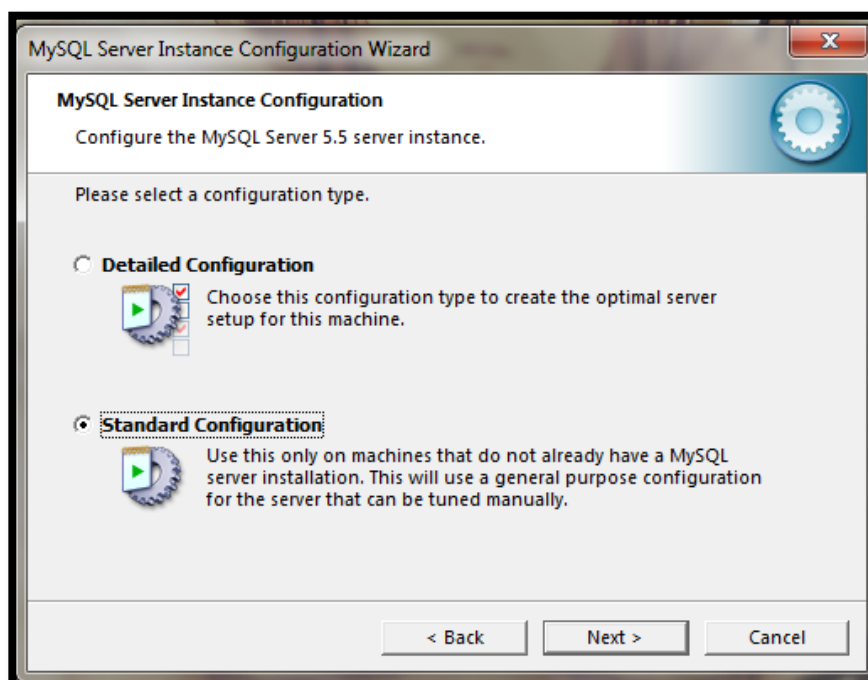 MySQL Server Instance Configuration Wizard
MySQL Server Instance Configuration
Configure the MySQL Server 5.5 server instance.
Please select a configuration type.
Detailed Configuration
Choose this configuration type to create the optimal server
setup for this machine.
Standard Configuration
Use this only on machines that do not already have a MySQL
server installation. This will use a general purpose configuration
for the server that can be tuned manually.
< Back
Next >
Cancel